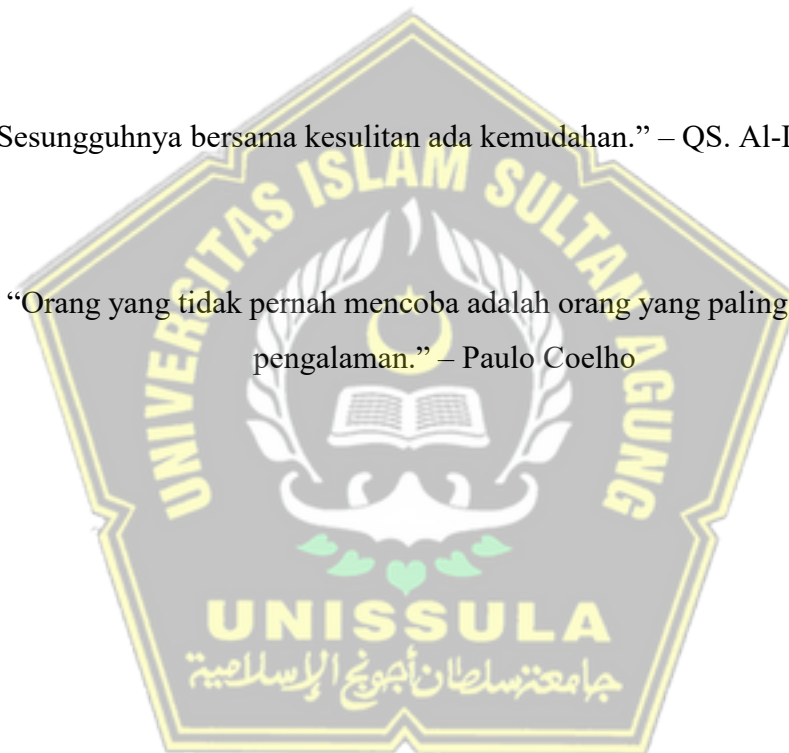 Sesungguhnya bersama kesulitan ada kemudahan.” – QS. Al-I
“Orang yang tidak pernah mencoba adalah orang yang paling
pengalaman.” – Paulo Coelho
UNIVERSITAS ISLAM SULTAN AGUNG
UNISSULA
جامعة سلطان أجونج الإسلامية